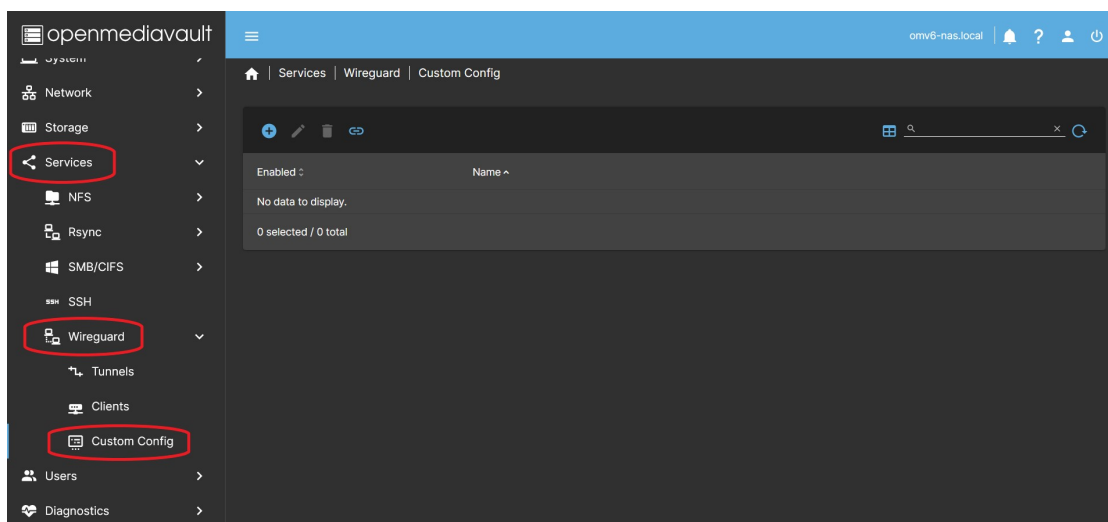 openmediavault
omv6-nas.local
?
System
Services
Wireguard
Custom Config
Network
Storage
Services
NFS
Rsync
SMB/CIFS
SSH SSH
Wireguard
Tunnels
Clients
Custom Config
Users
Diagnostics
Enabled
Name
No data to display.
0 selected / 0 total